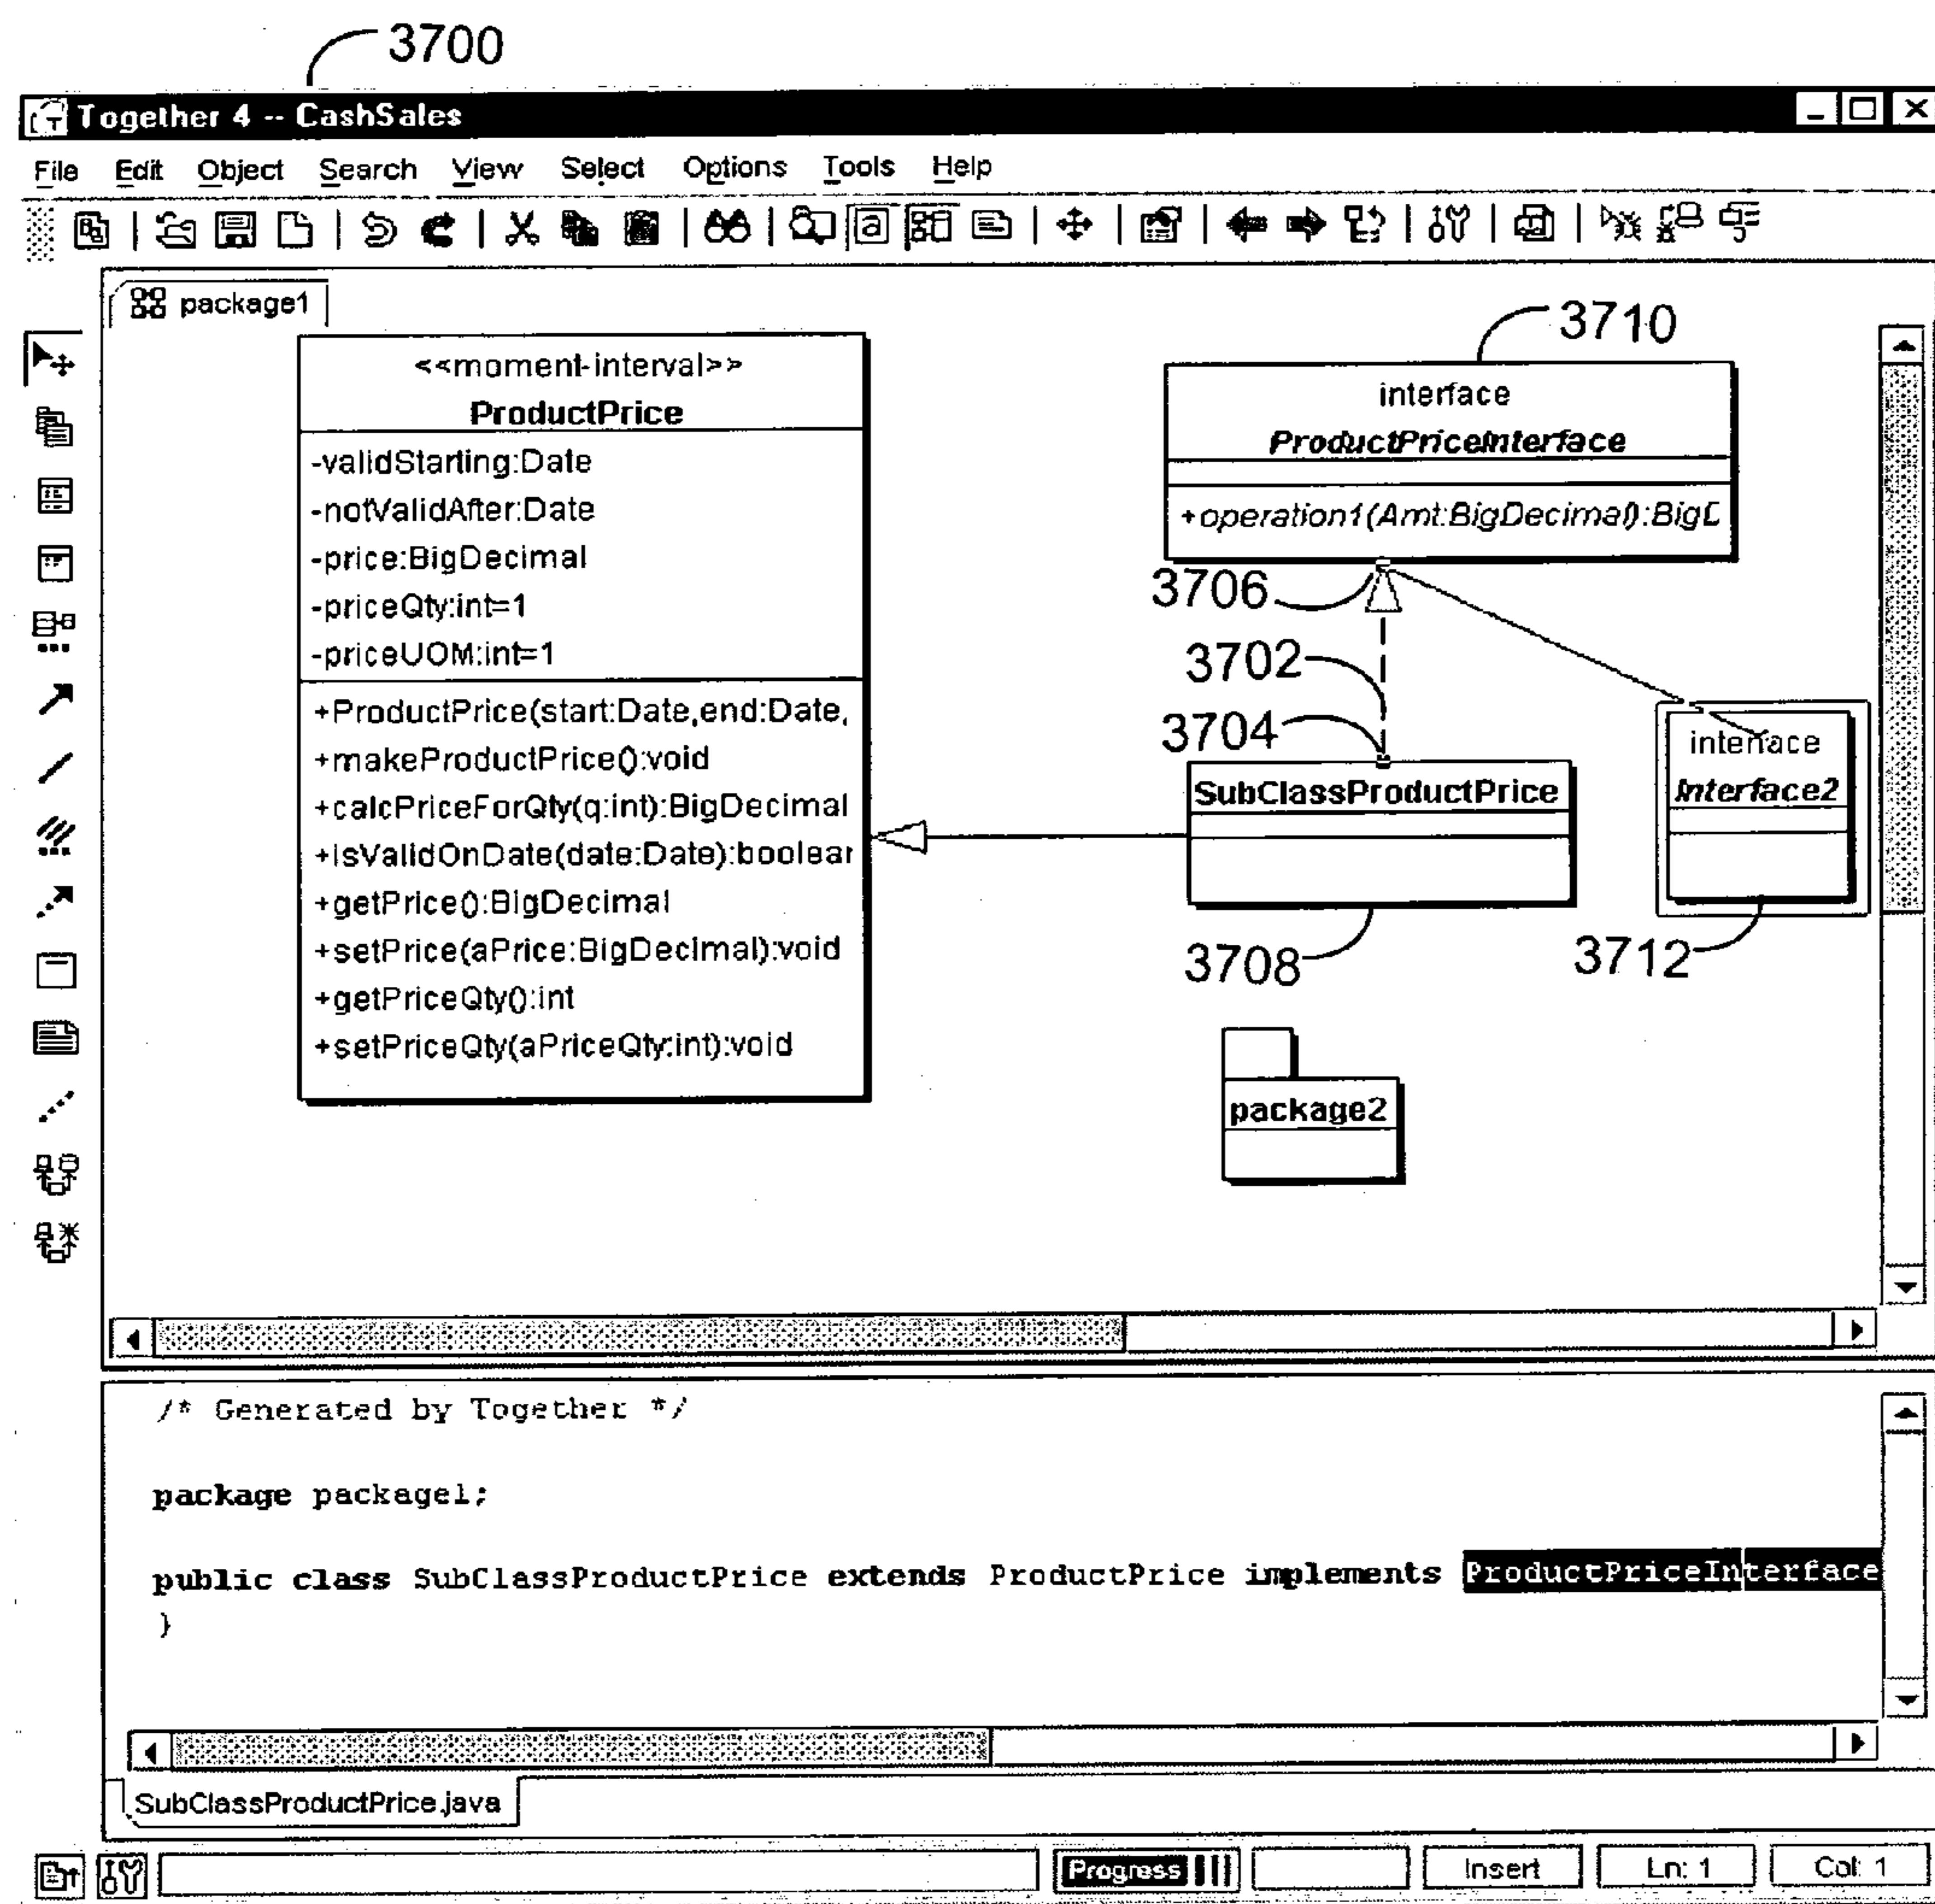 3700
Together 4 -- CashSales
File Edit Object Search View Select Options Tools Help
package1
<<moment-interval>>
ProductPrice
-validStarting:Date
-notValidAfter:Date
-price:BigDecimal
-priceQty:int=1
-priceUOM:int=1
+ProductPrice(start:Date,end:Date,
+makeProductPrice():void
+calcPriceForQty(q:int):BigDecimal
+isValidOnDate(date:Date):boolear
+getPrice():BigDecimal
+setPrice(aPrice:BigDecimal):void
+getPriceQty():int
+setPriceQty(aPriceQty:int):void
3710
interface
ProductPriceInterface
+operation1(Amt:BigDecimal):BigD
3706
3702
3704
SubClassProductPrice
3708
interface
Interface2
3712
package2
/* Generated by Together */
package package1;
public class SubClassProductPrice extends ProductPrice implements ProductPriceInterface
}
SubClassProductPrice.java
Progress Insert Ln: 1 Col: 1